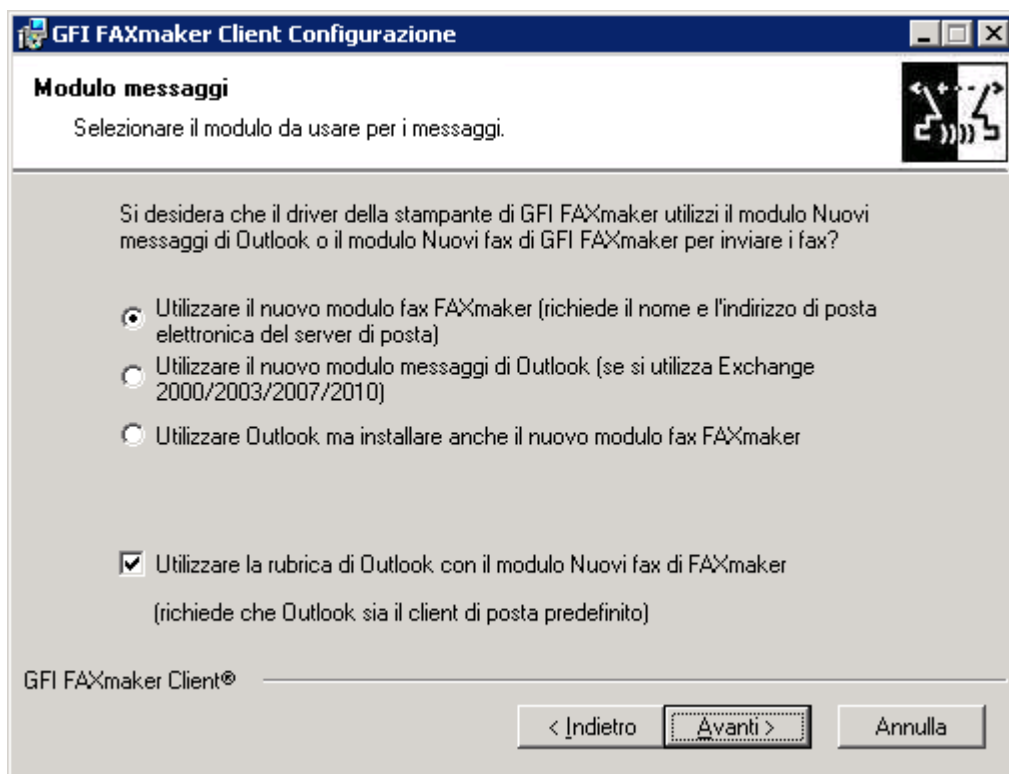 GFI FAXmaker Client Configurazione
Modulo messaggi
Selezionare il modulo da usare per i messaggi.
Si desidera che il driver della stampante di GFI FAXmaker utilizzi il modulo Nuovi
messaggi di Outlook o il modulo Nuovi fax di GFI FAXmaker per inviare i fax?
Utilizzare il nuovo modulo fax FAXmaker (richiede il nome e l'indirizzo di posta
elettronica del server di posta)
Utilizzare il nuovo modulo messaggi di Outlook (se si utilizza Exchange
2000/2003/2007/2010)
Utilizzare Outlook ma installare anche il nuovo modulo fax FAXmaker
Utilizzare la rubrica di Outlook con il modulo Nuovi fax di FAXmaker
(richiede che Outlook sia il client di posta predefinito)
GFI FAXmaker Client®
< Indietro
Avanti >
Annulla